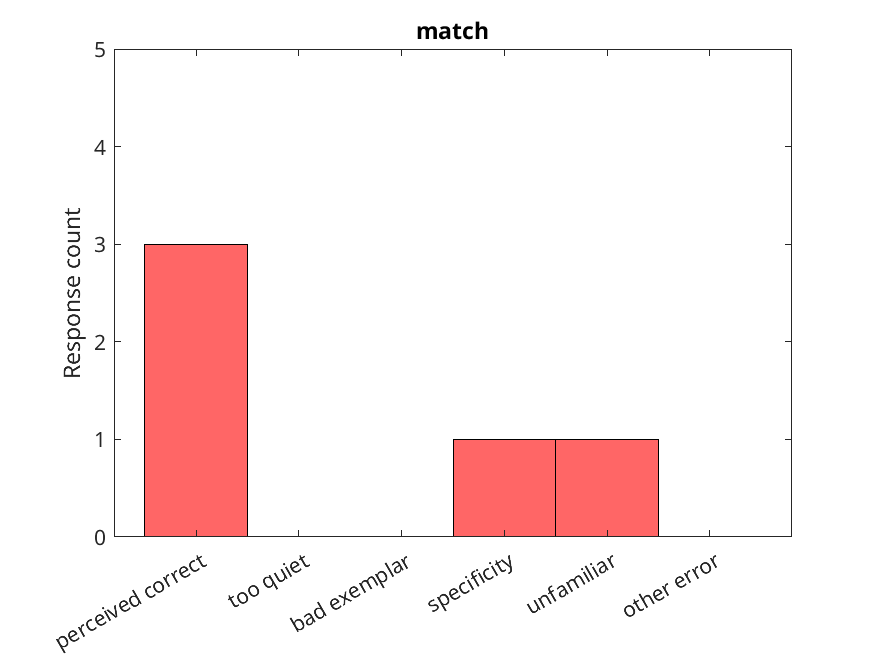 match
Response count
5
4
3
2
1
0
perceived correct
too quiet
bad exemplar
specificity
unfamiliar
other error